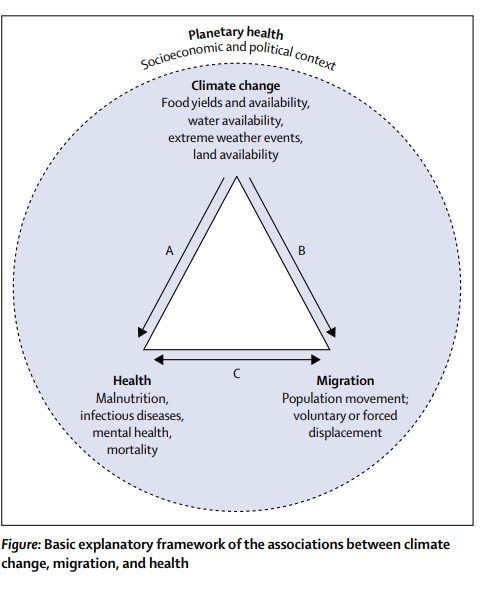 Planetary health
Socioeconomic and political context
Climate change
Food yields and availability,
water availability,
extreme weather events,
land availability
A
B
C
Health
Malnutrition,
infectious diseases,
mental health,
mortality
Migration
Population movement;
voluntary or forced
displacement
Figure: Basic explanatory framework of the associations between climate
change, migration, and health